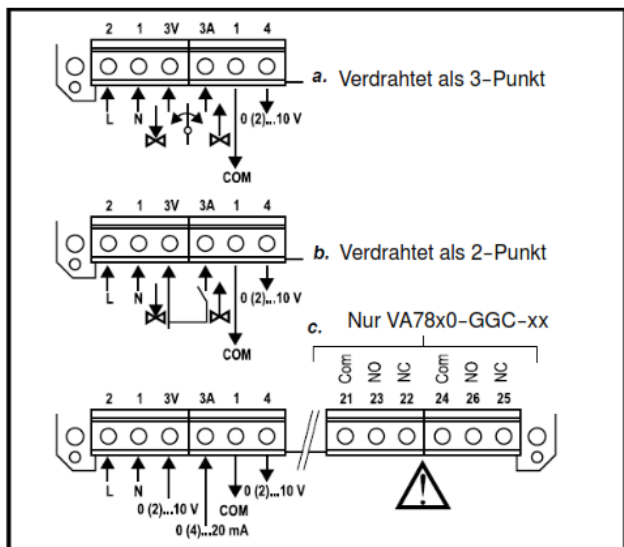 2 1 3V 3A 1 4
a. Verdrahtet als 3-Punkt
L N 0 (2)...10 V
COM
2 1 3V 3A 1 4
b. Verdrahtet als 2-Punkt
L N 0 (2)...10 V
COM
c. Nur VA78x0-GGC-xx
Com NO NC Com NO NC
2 1 3V 3A 1 4 21 23 22 24 26 25
L N 0 (2)...10 V
0 (2)...10 V COM
0 (4)...20 mA